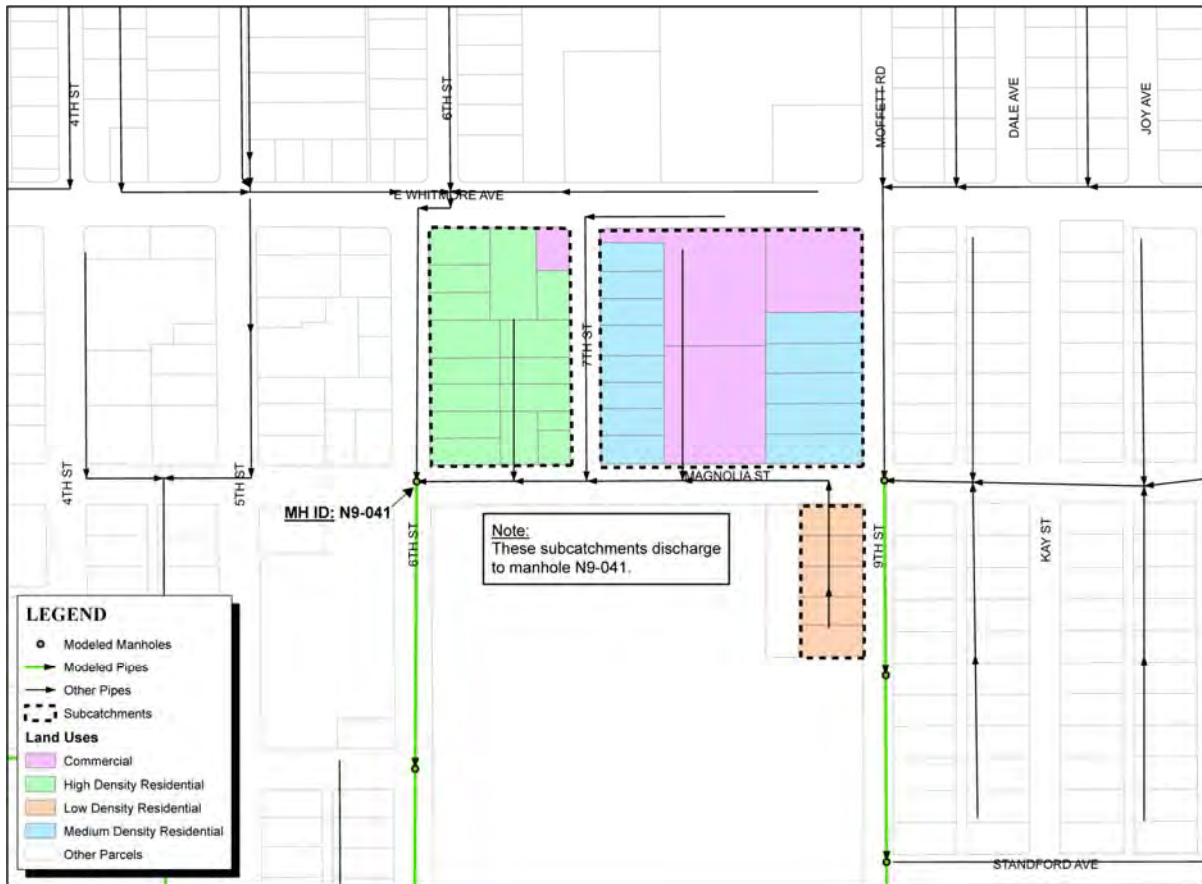 4TH ST
6TH ST
MOFFETT RD
DALE AVE
JOY AVE
E WHITMORE AVE
7TH ST
4TH ST
5TH ST
MAGNOLIA ST
MH ID: N9-041
6TH ST
Note:
These subcatchments discharge
to manhole N9-041.
9TH ST
KAY ST
LEGEND
Modeled Manholes
Modeled Pipes
Other Pipes
Subcatchments
Land Uses
Commercial
High Density Residential
Low Density Residential
Medium Density Residential
Other Parcels
STANDFORD AVE